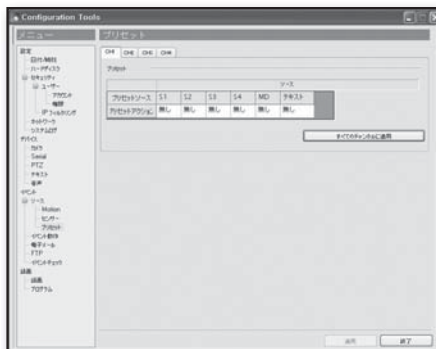 Configuration Tools
メニュー
設定
日付/時刻
ハードディスク
セキュリティ
ユーザー
アカウント
権限
IPフィルタリング
ネットワーク
システムログ
デバイス
カメラ
Serial
PTZ
テキスト
音声
イベント
ソース
Motion
センサー
プリセット
イベント動作
電子メール
FTP
イベントチェック
録画
録画
プログラム
プリセット
CH1 CH2 CH3 CH4
プリセット
ソース
プリセットソース S1 S2 S3 S4 MD テキスト
プリセットアクション 無し 無し 無し 無し 無し 無し
すべてのチャンネルに適用
適用 終了